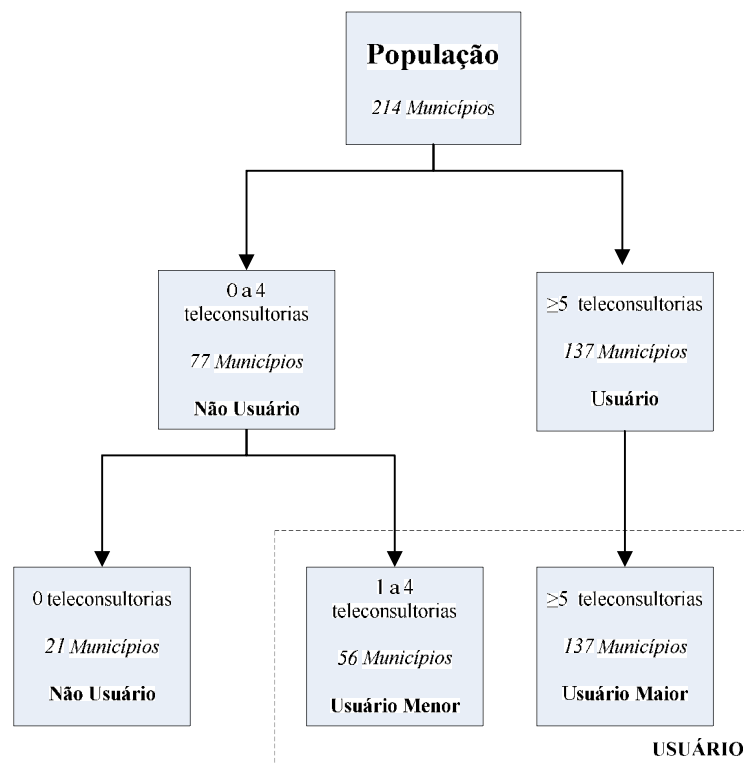 População
214 Municípios
0 a 4
teleconsultorias
77 Municípios
Não Usuário
≥5 teleconsultorias
137 Municípios
Usuário
0 teleconsultorias
21 Municípios
Não Usuário
1 a 4
teleconsultorias
56 Municípios
Usuário Menor
≥5 teleconsultorias
137 Municípios
Usuário Maior
USUÁRIO